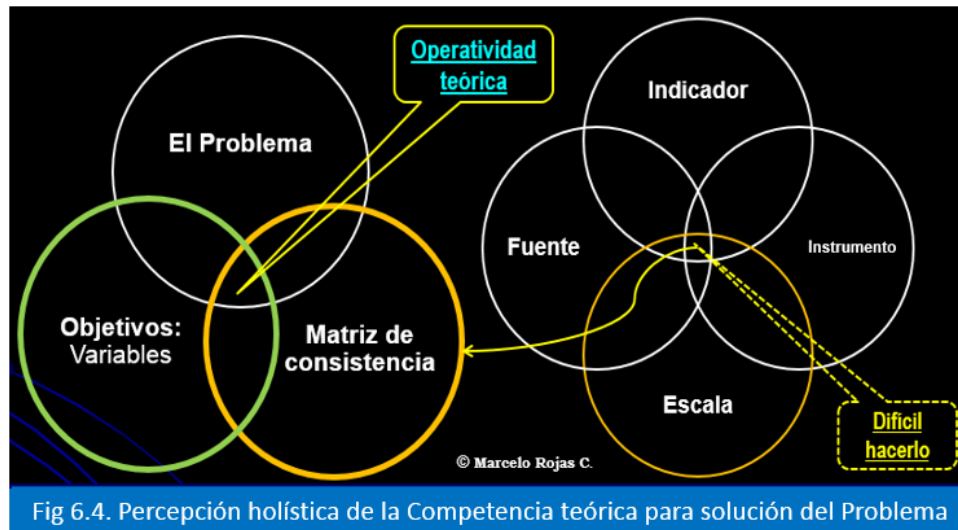 Operatividad
teórica
El Problema
Objetivos:
Variables
Matriz de
consistencia
Indicador
Fuente
Instrumento
Escala
Difícil
hacerlo
© Marcelo Rojas C.
Fig 6.4. Percepción holística de la Competencia teórica para solución del Problema